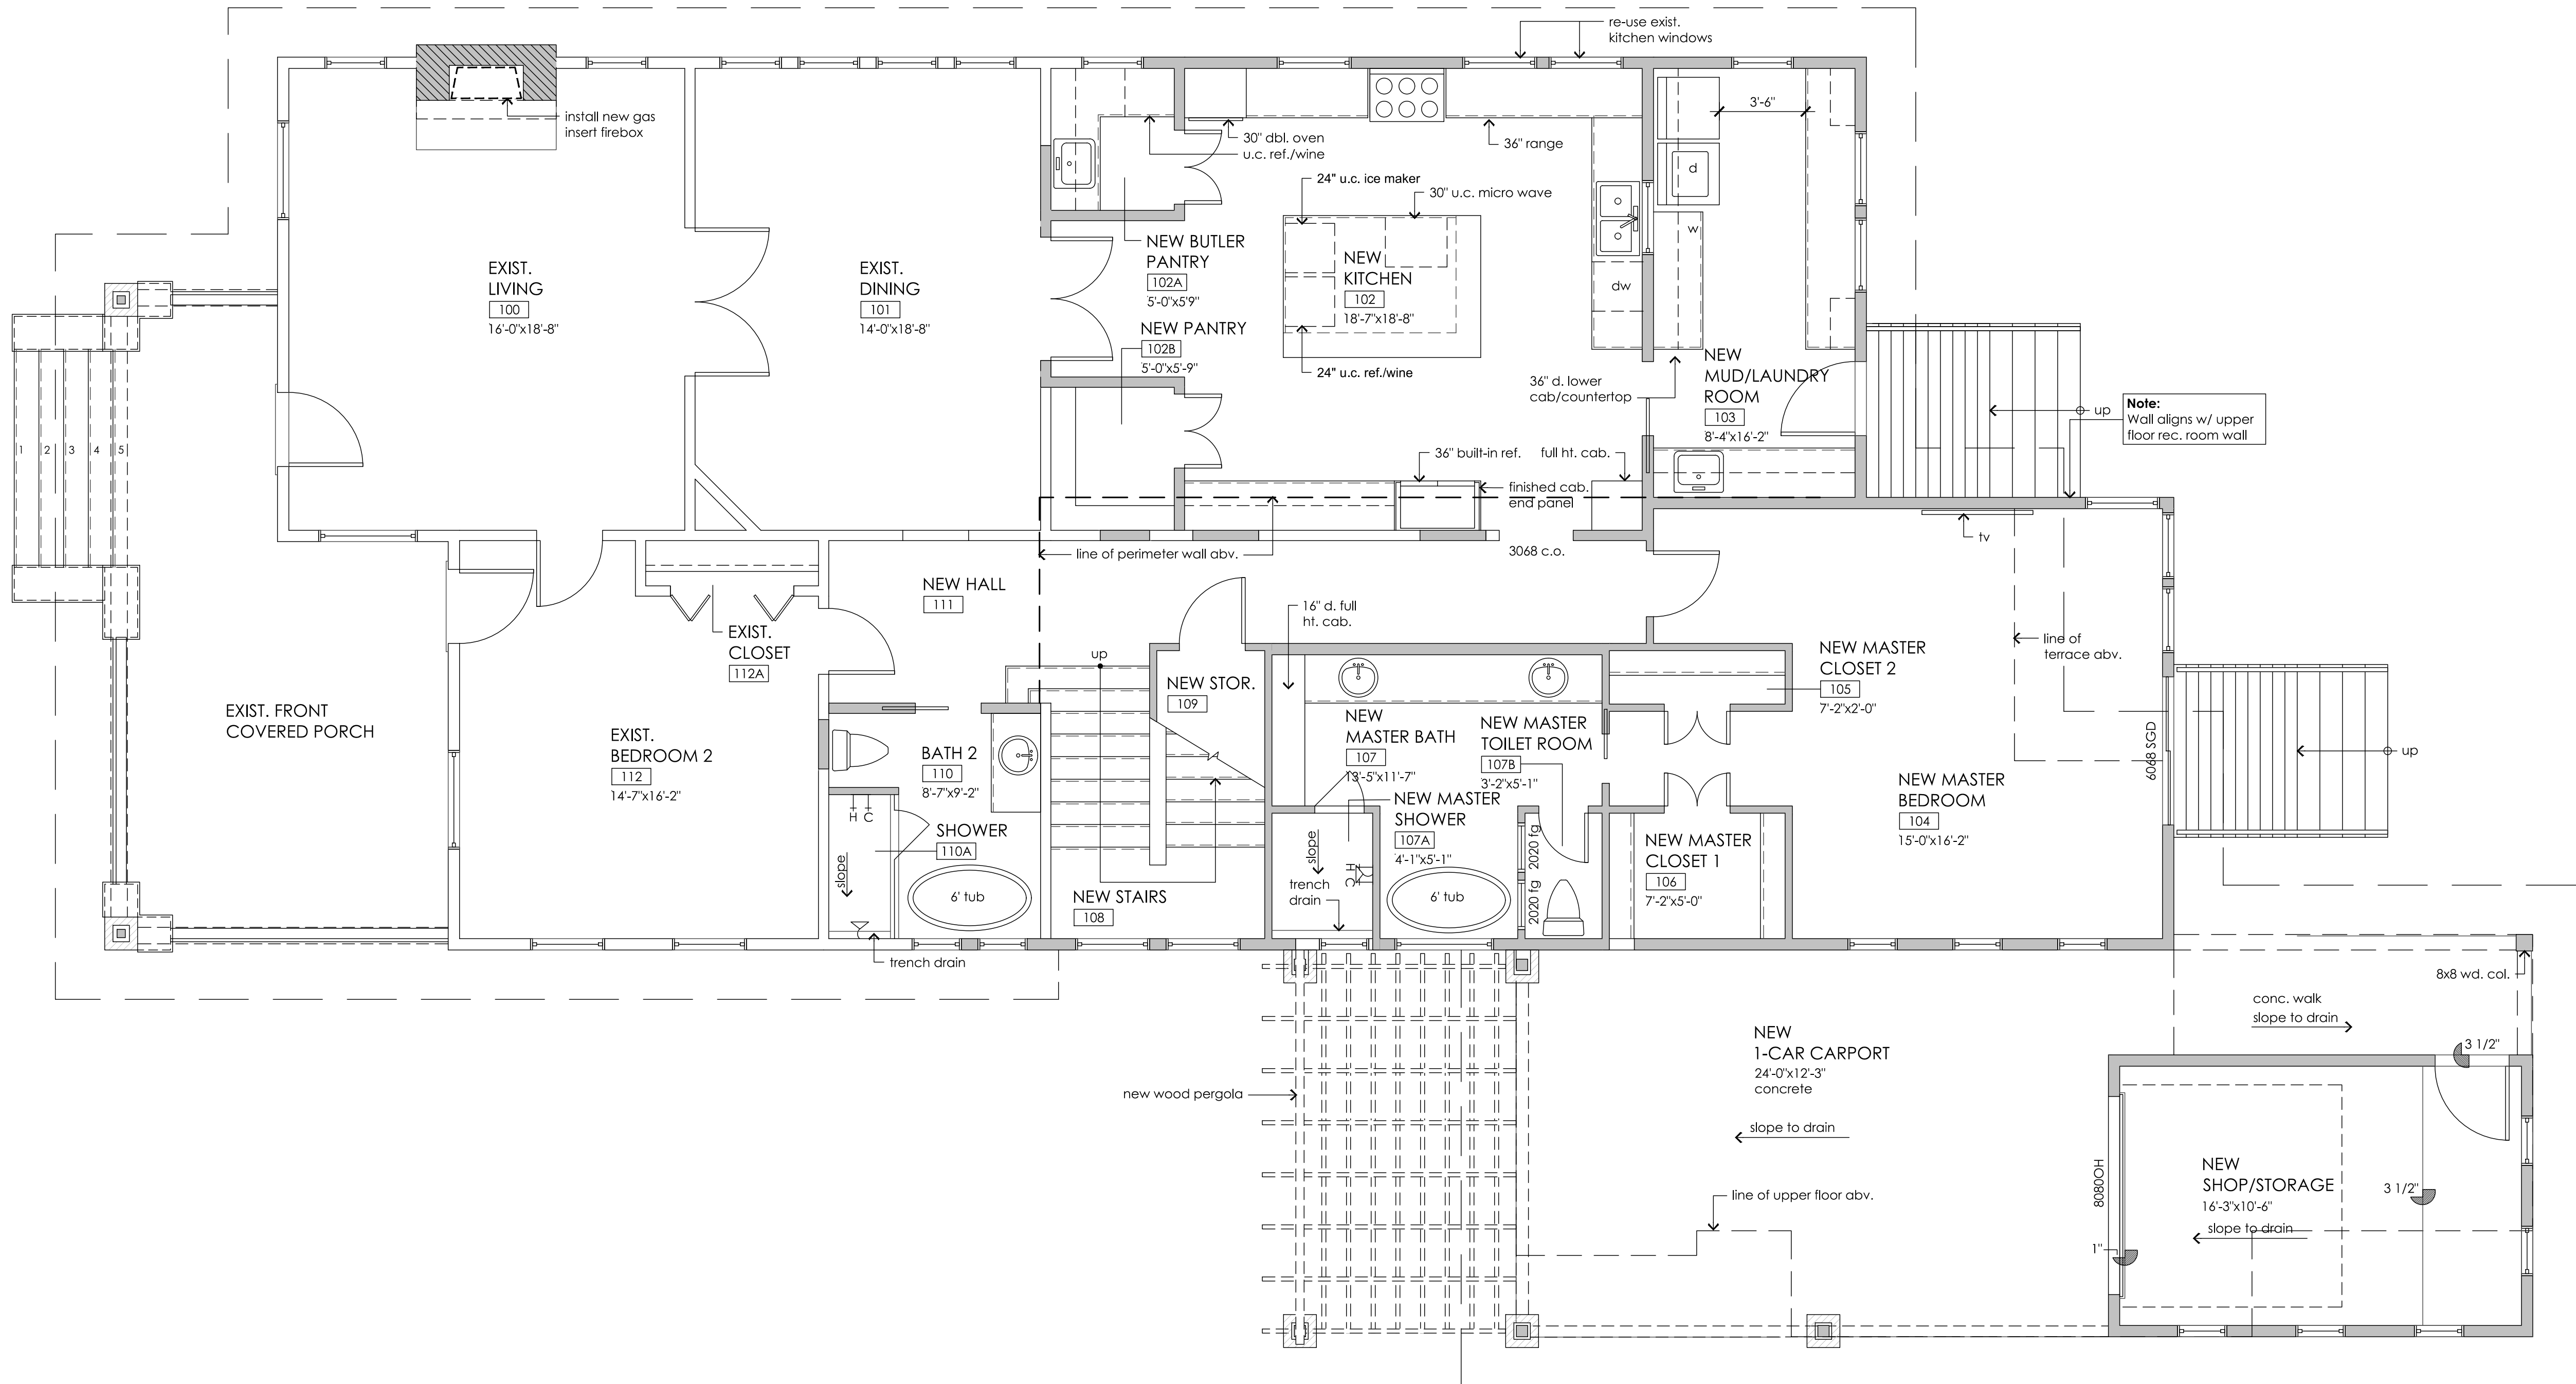 re-use exist.
kitchen windows
install new gas
insert firebox
30" dbl. oven
u.c. ref./wine
36" range
3'-6"
d
w
24" u.c. ice maker
30" u.c. micro wave
EXIST.
LIVING
100
16'-0"x18'-8"
EXIST.
DINING
101
14'-0"x18'-8"
NEW BUTLER
PANTRY
102A
5'-0"x5'9"
NEW PANTRY
102B
5'-0"x5'-9"
NEW
KITCHEN
102
18'-7"x18'-8"
dw
24" u.c. ref./wine
36" d. lower
cab/countertop
NEW
MUD/LAUNDRY
ROOM
103
8'-4"x16'-2"
up
Note:
Wall aligns w/ upper
floor rec. room wall
1
2
3
4
5
36" built-in ref.
full ht. cab.
finished cab.
end panel
tv
line of perimeter wall abv.
3068 c.o.
NEW HALL
111
16" d. full
ht. cab.
EXIST.
CLOSET
112A
up
NEW STOR.
109
NEW MASTER
CLOSET 2
105
7'-2"x2'-0"
line of
terrace abv.
EXIST. FRONT
COVERED PORCH
EXIST.
BEDROOM 2
112
14'-7"x16'-2"
BATH 2
110
8'-7"x9'-2"
NEW
MASTER BATH
107
13'-5"x11'-7"
NEW MASTER
TOILET ROOM
107B
3'-2"x5'-1"
6068 SGD
up
NEW MASTER
BEDROOM
104
15'-0"x16'-2"
H C
SHOWER
110A
slope
6' tub
NEW STAIRS
108
NEW MASTER
SHOWER
107A
4'-1"x5'-1"
slope
H
C
trench
drain
6' tub
2020 fg
2020 fg
NEW MASTER
CLOSET 1
106
7'-2"x5'-0"
trench drain
8x8 wd. col.
conc. walk
slope to drain
3 1/2"
NEW
1-CAR CARPORT
24'-0"x12'-3"
concrete
new wood pergola
slope to drain
line of upper floor abv.
8080OH
NEW
SHOP/STORAGE
16'-3"x10'-6"
slope to drain
3 1/2"
1"